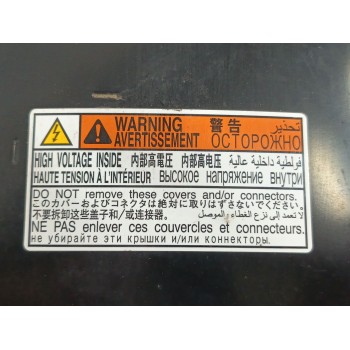 WARNING 警告 تحذير
AVERTISSEMENT ОСТОРОЖНО
HIGH VOLTAGE INSIDE 内部高電圧 内部高电压 فولطية داخلية عالية
HAUTE TENSION À L'INTÉRIEUR Высокое напряжение внутри
DO NOT remove these covers and/or connectors.
このカバーおよびコネクタは絶対に取りはずさないでください。
不要拆卸这些盖子和/或连接器。 لا تعمد إلى نزع الغطاء/الموصل
NE PAS enlever ces couvercles et connecteurs.
не убирайте эти крышки и/или коннекторы.